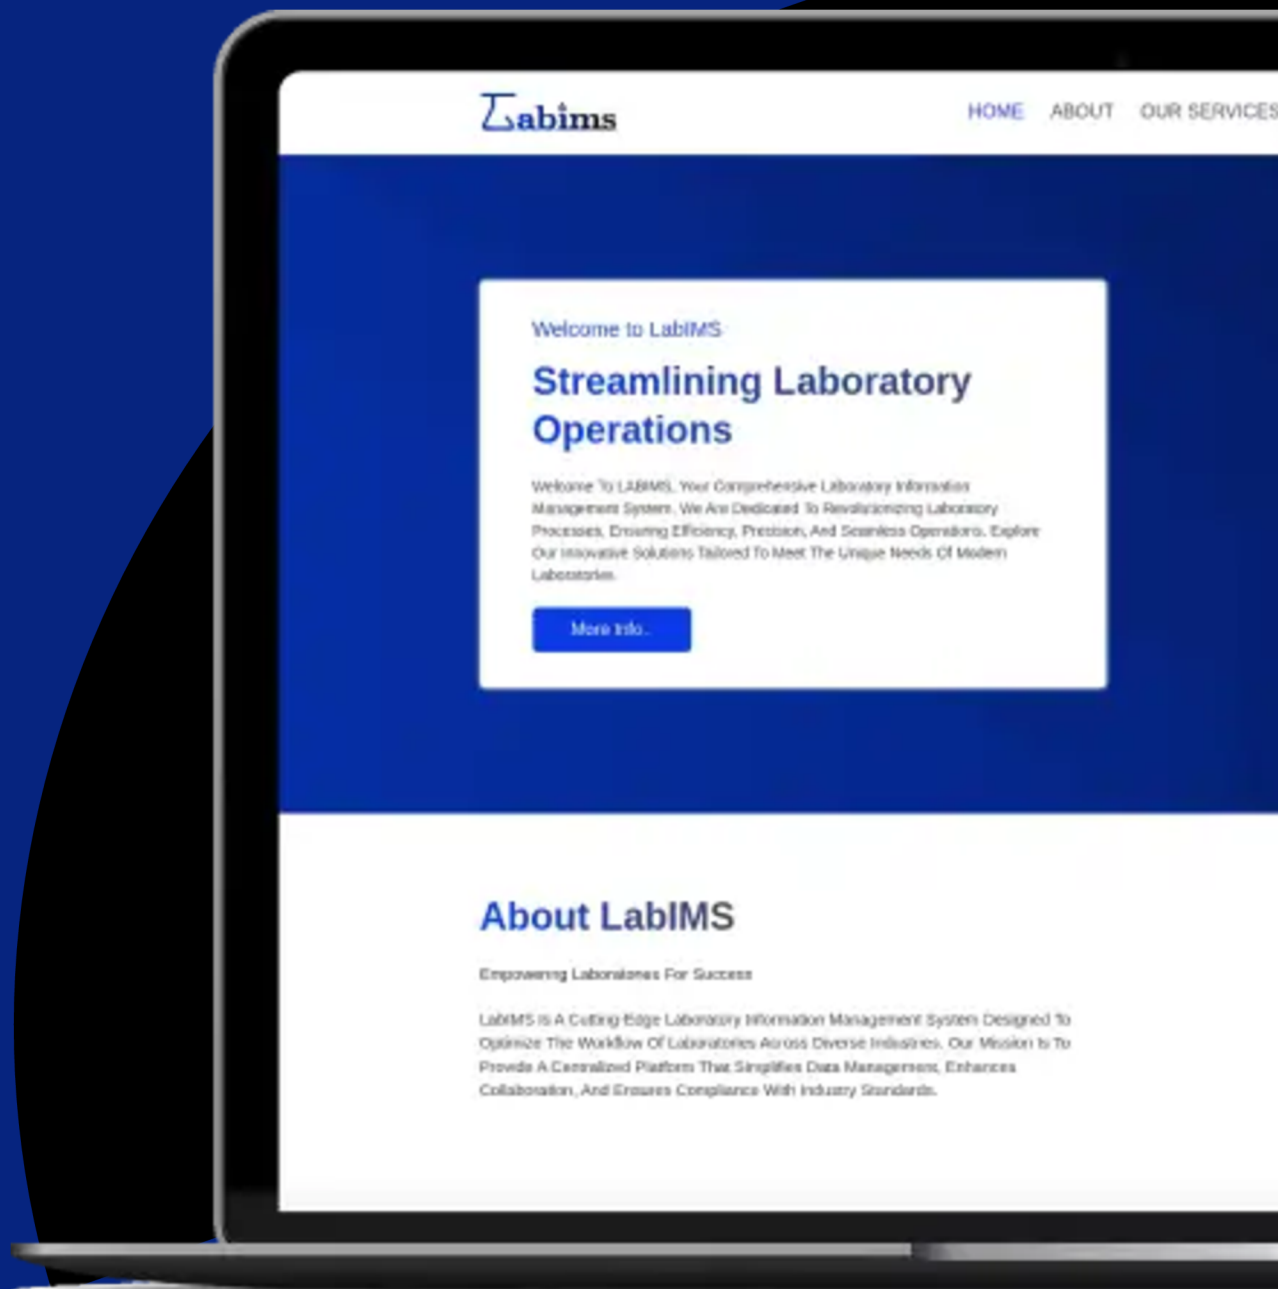 Labims
HOME ABOUT OUR SERVICES
Welcome to LabIMS
Streamlining Laboratory
Operations
Welcome To LABIMS, Your Comprehensive Laboratory Information
Management System. We Are Dedicated To Revolutionizing Laboratory
Processes, Ensuring Efficiency, Precision, And Seamless Operations. Explore
Our Innovative Solutions Tailored To Meet The Unique Needs Of Modern
Laboratories.
More Info..
About LabIMS
Empowering Laboratories For Success
LabIMS Is A Cutting-Edge Laboratory Information Management System Designed To
Optimize The Workflow Of Laboratories Across Diverse Industries. Our Mission Is To
Provide A Centralized Platform That Simplifies Data Management, Enhances
Collaboration, And Ensures Compliance With Industry Standards.